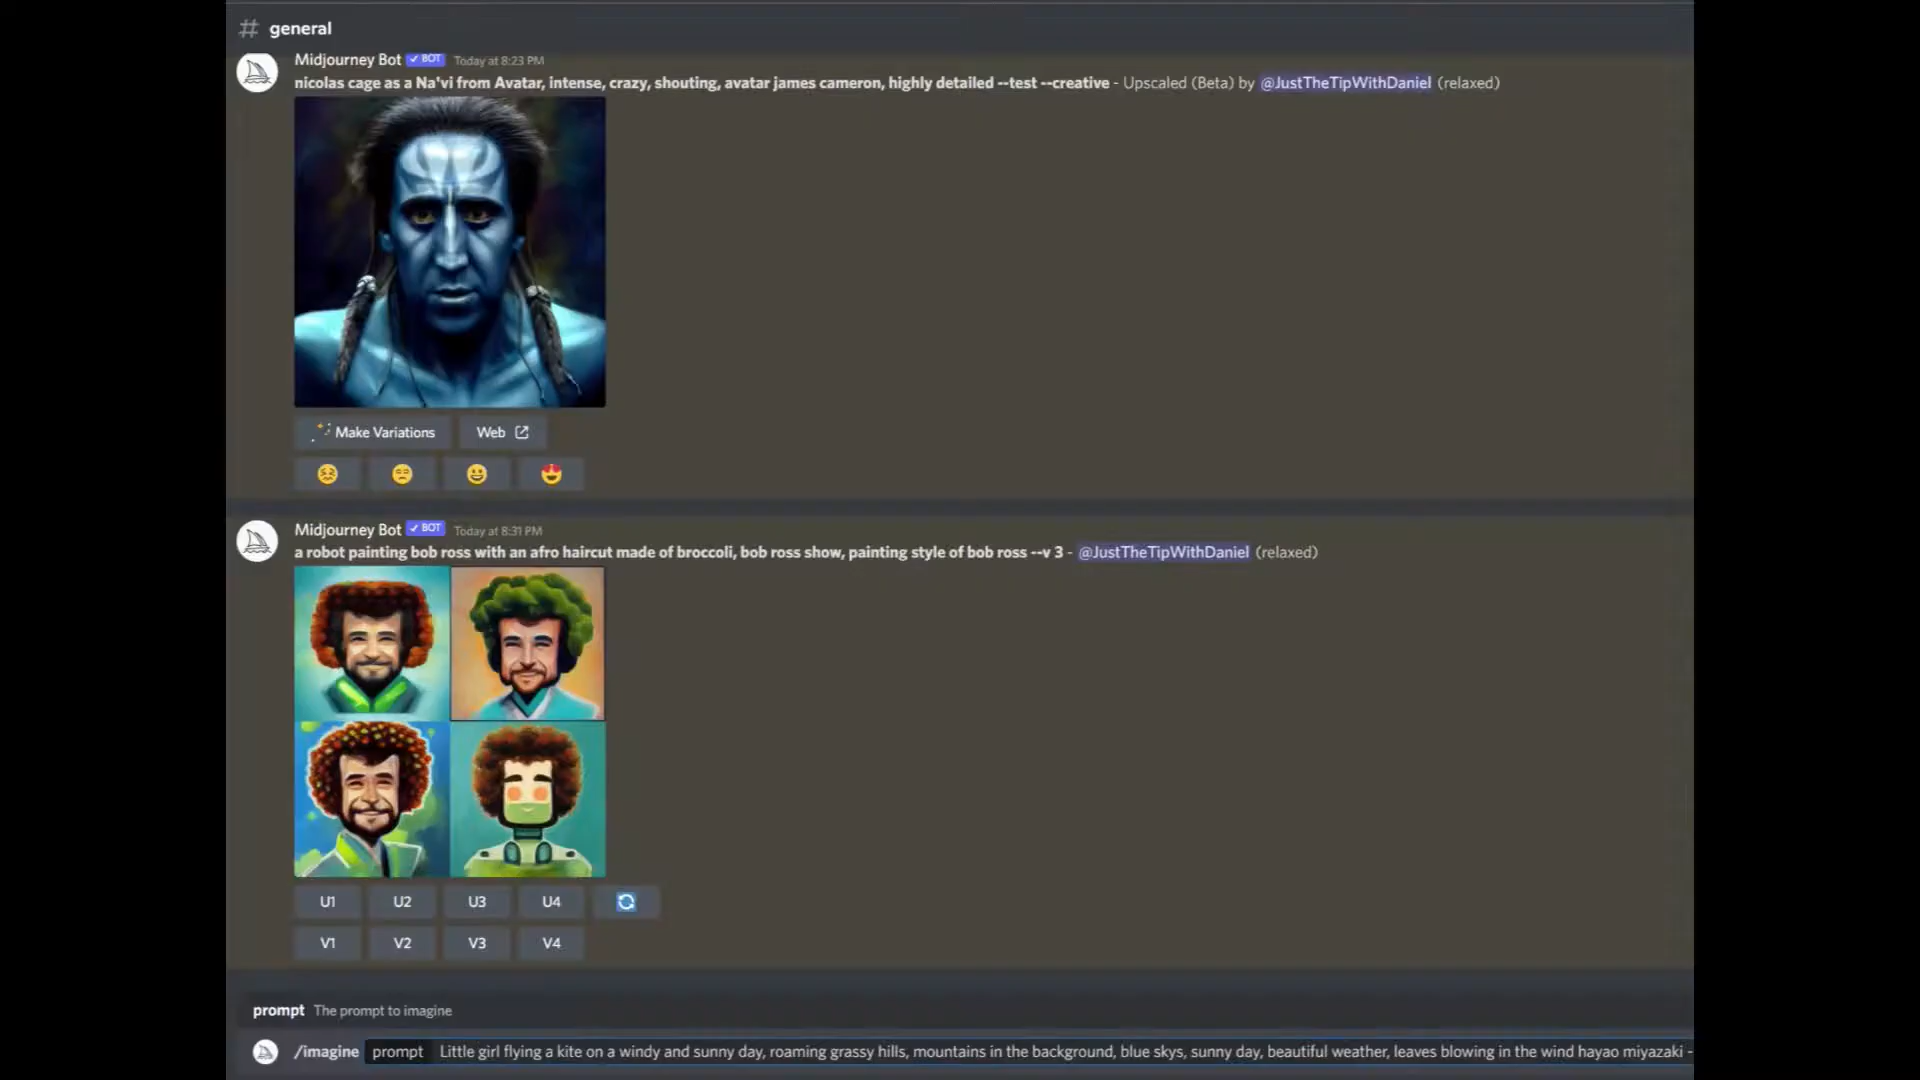 # general
Midjourney Bot ✓ BOT Today at 8:23 PM
nicolas cage as a Na'vi from Avatar, intense, crazy, shouting, avatar james cameron, highly detailed --test --creative - Upscaled (Beta) by @JustTheTipWithDaniel (relaxed)
Make Variations Web
Midjourney Bot ✓ BOT Today at 8:31 PM
a robot painting bob ross with an afro haircut made of broccoli, bob ross show, painting style of bob ross --v 3 - @JustTheTipWithDaniel (relaxed)
U1 U2 U3 U4
V1 V2 V3 V4
prompt The prompt to imagine
/imagine prompt Little girl flying a kite on a windy and sunny day, roaming grassy hills, mountains in the background, blue skys, sunny day, beautiful weather, leaves blowing in the wind hayao miyazaki -